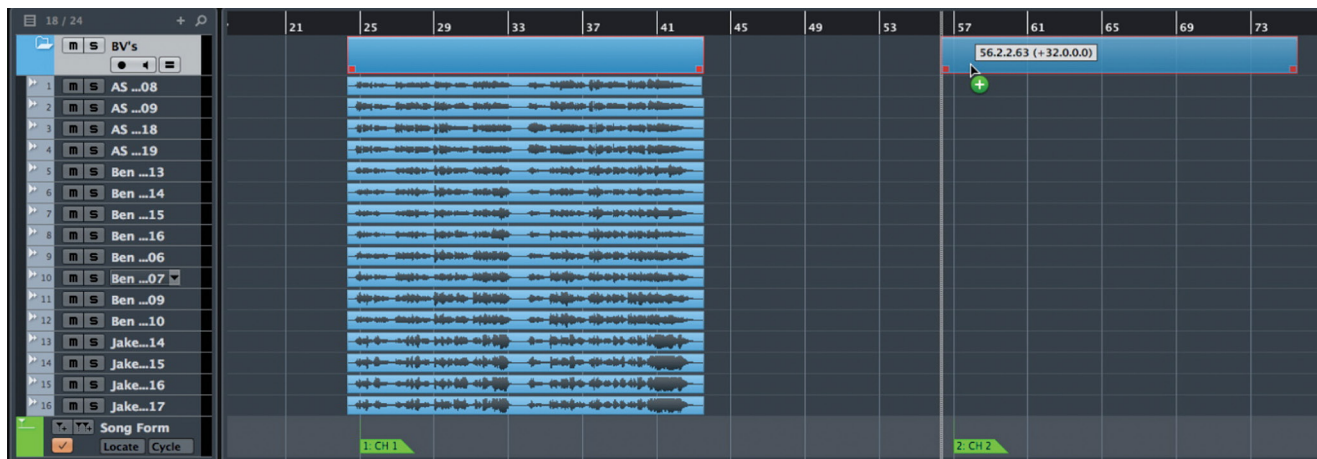 18 / 24 +
21 25 29 33 37 41 45 49 53 57 61 65 69 73
m S BV's
56.2.2.63 (+32.0.0.0)
1 m S AS ...08
2 m S AS ...09
3 m S AS ...18
4 m S AS ...19
5 m S Ben ...13
6 m S Ben ...14
7 m S Ben ...15
8 m S Ben ...16
9 m S Ben ...06
10 m S Ben ...07
11 m S Ben ...09
12 m S Ben ...10
13 m S Jake...14
14 m S Jake...15
15 m S Jake...16
16 m S Jake...17
Song Form
Locate Cycle
1: CH 1
2: CH 2